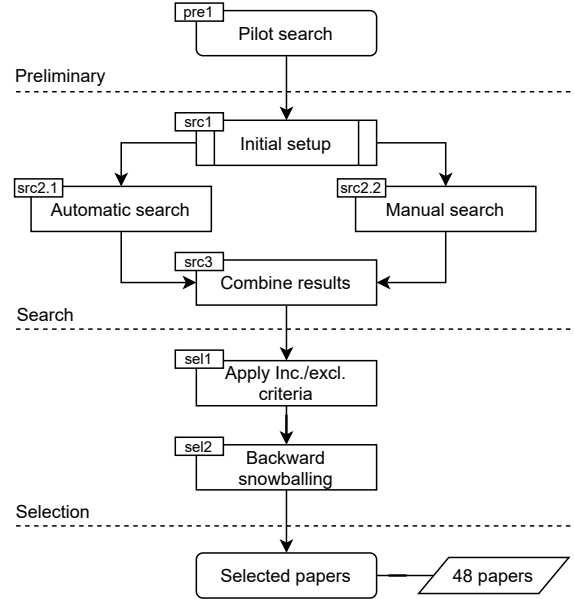 pre1
Pilot search
Preliminary
src1
Initial setup
src2.1
Automatic search
src2.2
Manual search
src3
Combine results
Search
sel1
Apply Inc./excl.
criteria
sel2
Backward
snowballing
Selection
Selected papers
48 papers